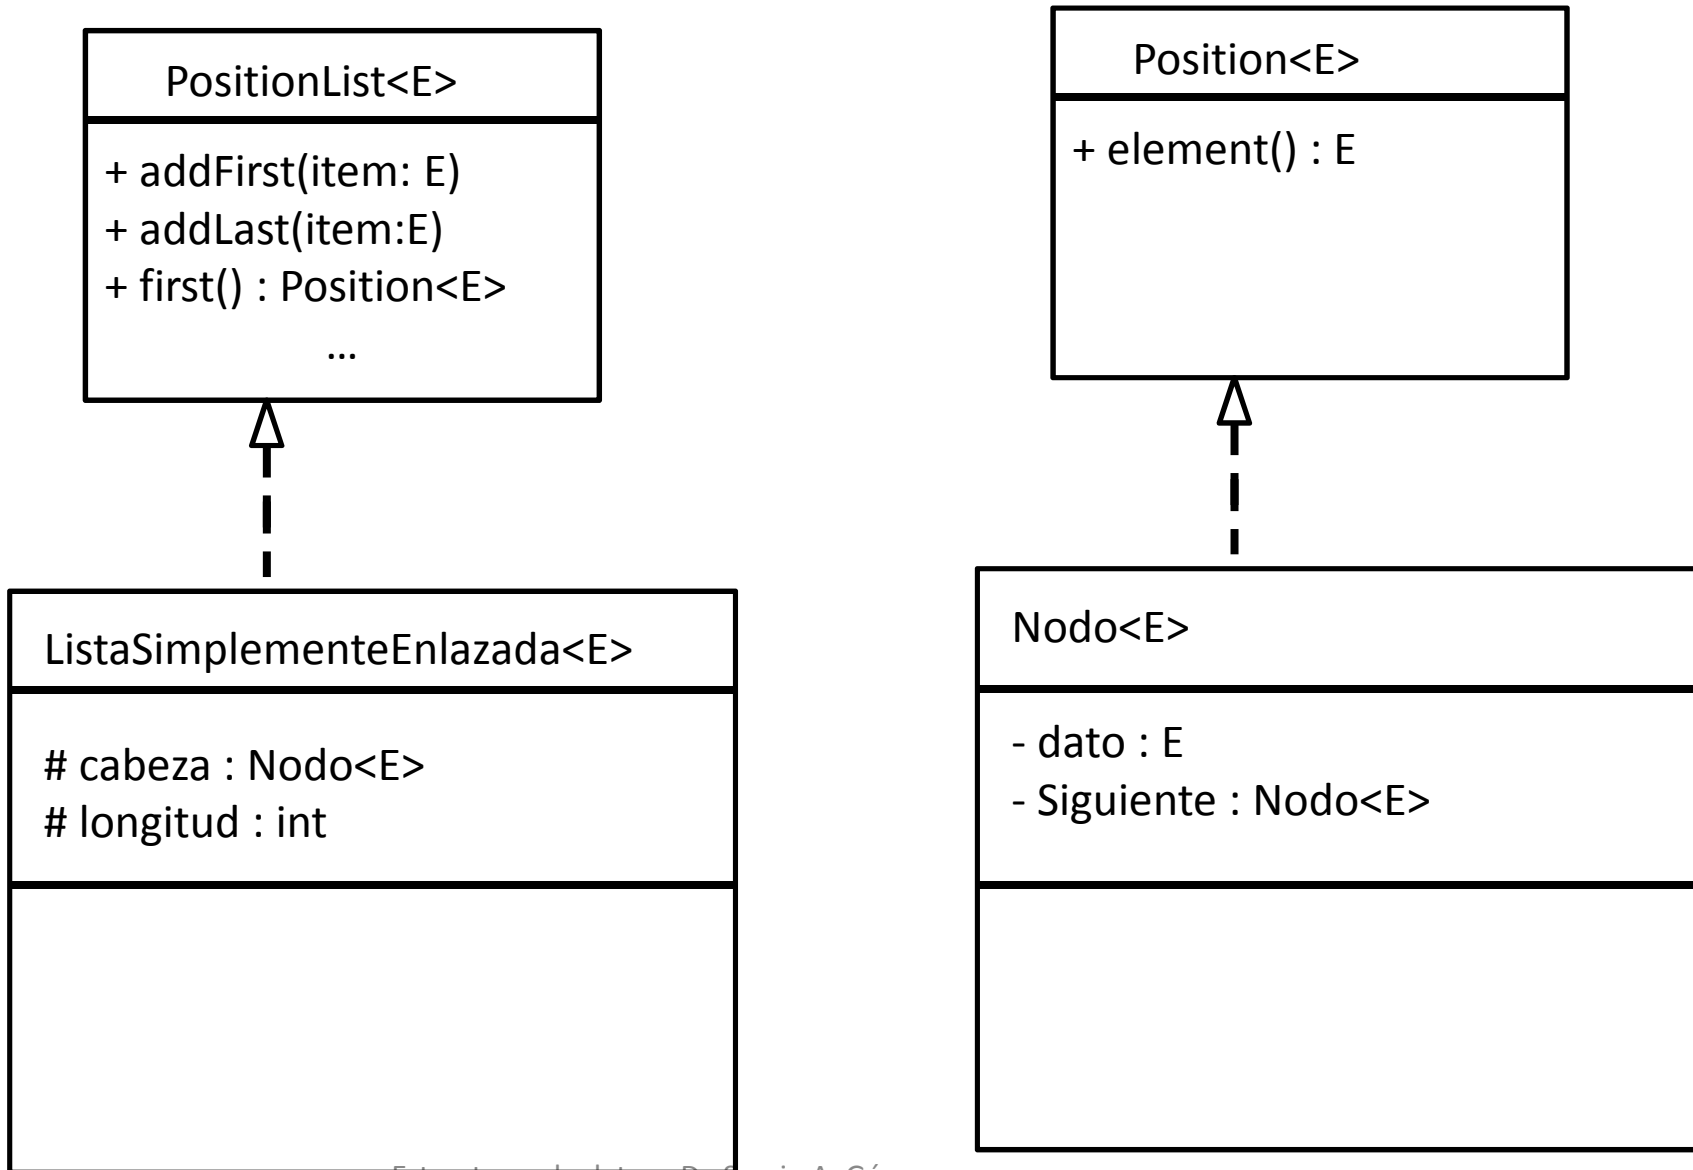 PositionList<E>
+ addFirst(item: E)
+ addLast(item:E)
+ first() : Position<E>
...
Position<E>
+ element() : E
ListaSimplementeEnlazada<E>
# cabeza : Nodo<E>
# longitud : int
Nodo<E>
- dato : E
- Siguiente : Nodo<E>